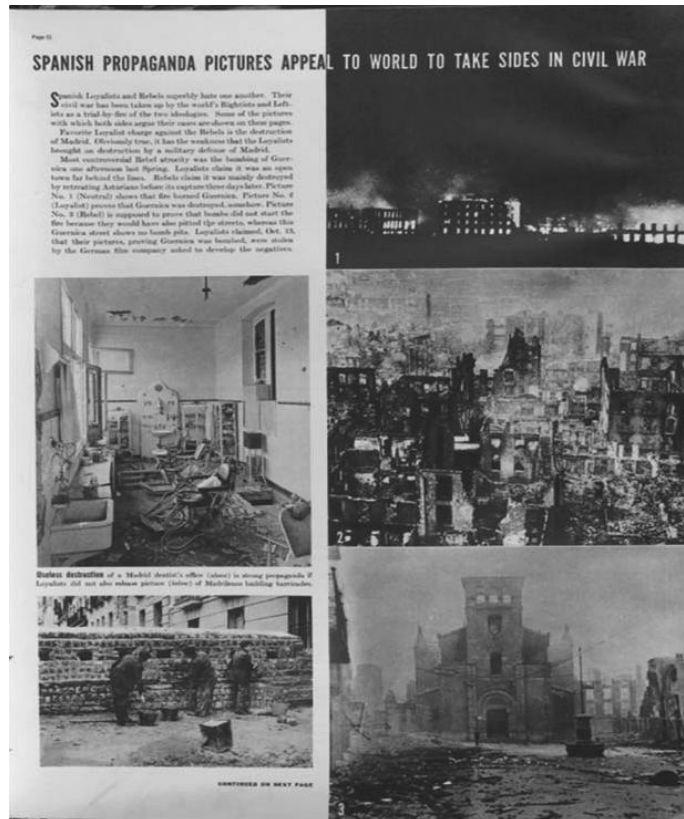 Page 55
SPANISH PROPAGANDA PICTURES APPEAL TO WORLD TO TAKE SIDES IN CIVIL WAR
Spanish Loyalists and Rebels superbly hate one another. Their
civil war has been taken up by the world's Rightists and Left-
ists as a trial-by-fire of the two ideologies. Some of the pictures
with which both sides argue their cases are shown on these pages.
Favorite Loyalist charge against the Rebels is the destruction
of Madrid. Obviously true, it has the weakness that the Loyalists
brought on destruction by a military defense of Madrid.
Most controversial Rebel atrocity was the bombing of Guer-
nica one afternoon last Spring. Loyalists claim it was an open
town far behind the lines. Rebels claim it was mainly destroyed
by retreating Asturians before its capture three days later. Picture
No. 1 (Neutral) shows that fire burned Guernica. Picture No. 2
(Loyalist) proves that Guernica was destroyed, somehow. Picture
No. 3 (Rebel) is supposed to prove that bombs did not start the
fire because they would have also pitted the streets, whereas this
Guernica street shows no bomb pits. Loyalists claimed, Oct. 13,
that their pictures, proving Guernica was bombed, were stolen
by the German film company asked to develop the negatives.
1
2
Useless destruction of a Madrid dentist's office (above) is strong propaganda if
Loyalists did not also release picture (below) of Madrilenos building barricades.
3
CONTINUED ON NEXT PAGE